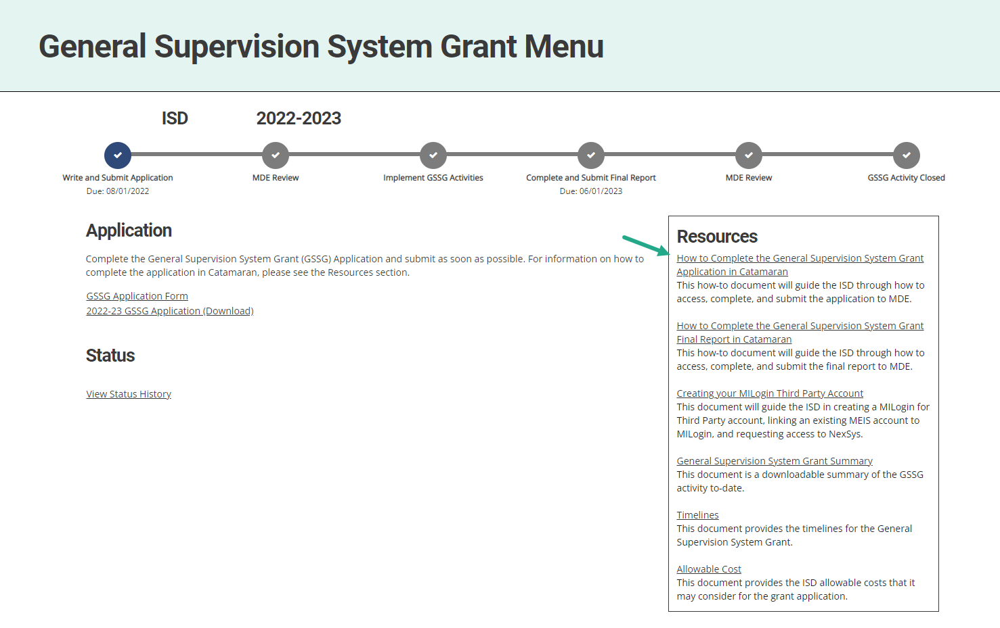 General Supervision System Grant Menu
ISD 2022-2023
Write and Submit Application
Due: 08/01/2022
MDE Review
Implement GSSG Activities
Complete and Submit Final Report
Due: 06/01/2023
MDE Review
GSSG Activity Closed
Application
Complete the General Supervision System Grant (GSSG) Application and submit as soon as possible. For information on how to
complete the application in Catamaran, please see the Resources section.
GSSG Application Form
2022-23 GSSG Application (Download)
Status
View Status History
Resources
How to Complete the General Supervision System Grant
Application in Catamaran
This how-to document will guide the ISD through how to
access, complete, and submit the application to MDE.
How to Complete the General Supervision System Grant
Final Report in Catamaran
This how-to document will guide the ISD through how to
access, complete, and submit the final report to MDE.
Creating your MILogin Third Party Account
This document will guide the ISD in creating a MILogin for
Third Party account, linking an existing MEIS account to
MILogin, and requesting access to NexSys.
General Supervision System Grant Summary
This document is a downloadable summary of the GSSG
activity to-date.
Timelines
This document provides the timelines for the General
Supervision System Grant.
Allowable Cost
This document provides the ISD allowable costs that it
may consider for the grant application.